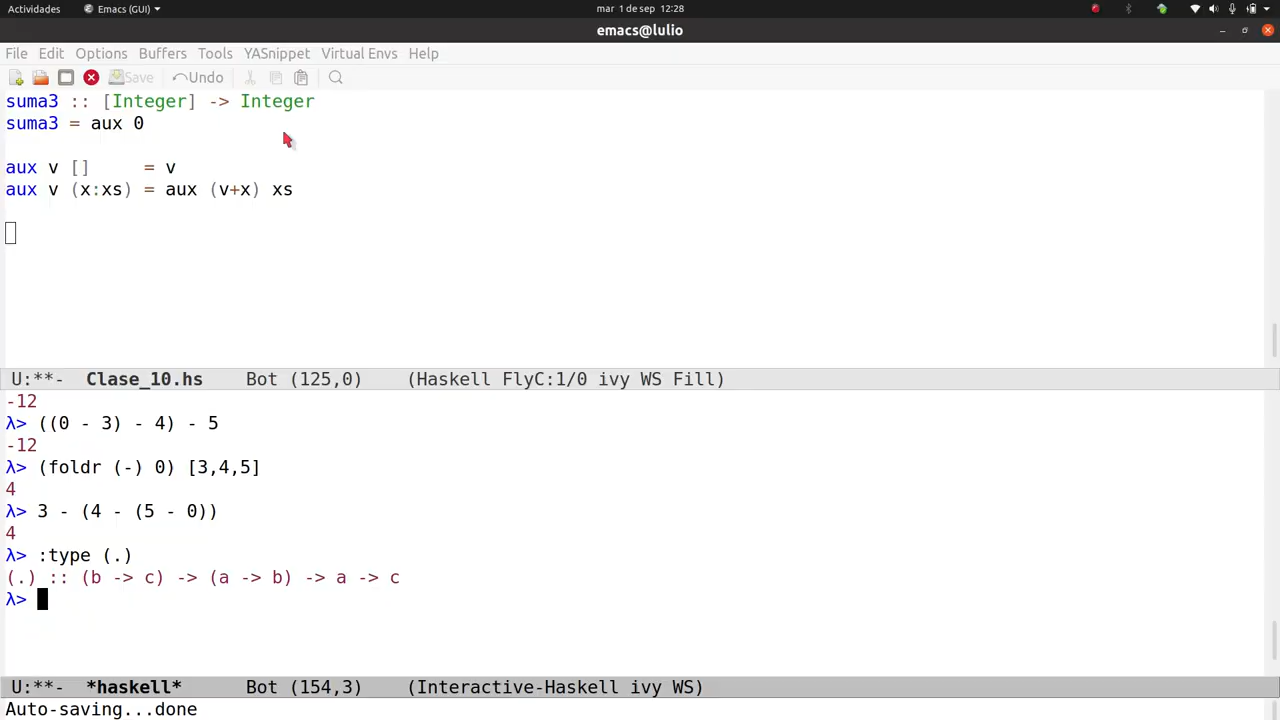 Actividades Emacs (GUI) mar 1 de sep 12:28
emacs@lulio
File Edit Options Buffers Tools YASnippet Virtual Envs Help
Save Undo
suma3 :: [Integer] -> Integer
suma3 = aux 0
aux v []     = v
aux v (x:xs) = aux (v+x) xs
U:**-  Clase_10.hs    Bot (125,0)    (Haskell FlyC:1/0 ivy WS Fill)
-12
λ> ((0 - 3) - 4) - 5
-12
λ> (foldr (-) 0) [3,4,5]
4
λ> 3 - (4 - (5 - 0))
4
λ> :type (.)
(.) :: (b -> c) -> (a -> b) -> a -> c
λ>
U:**-  *haskell*      Bot (154,3)    (Interactive-Haskell ivy WS)
Auto-saving...done